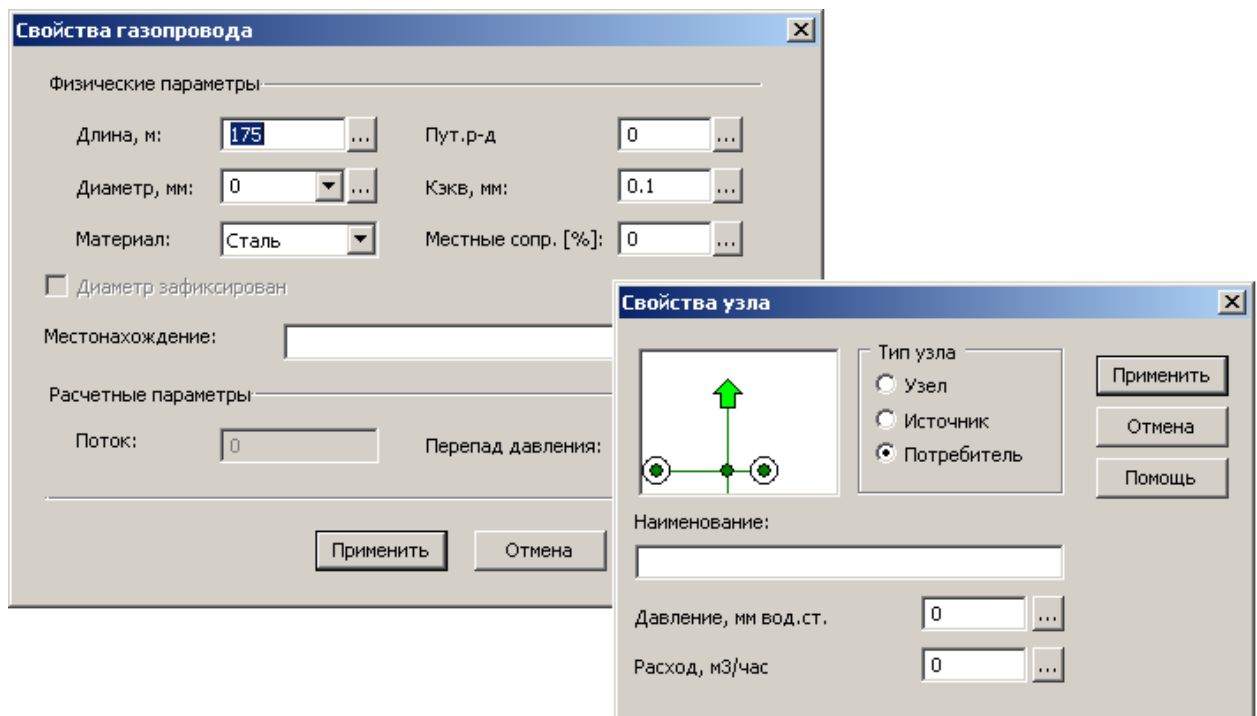 Свойства газопровода
Физические параметры
Длина, м: 175 ... Пут.р-д 0 ...
Диаметр, мм: 0 ... Кэкв, мм: 0.1 ...
Материал: Сталь Местные сопр. [%]: 0 ...
Диаметр зафиксирован
Местонахождение:
Расчетные параметры
Поток: 0 Перепад давления:
Применить Отмена
Свойства узла
Тип узла
Узел
Источник
Потребитель
Применить
Отмена
Помощь
Наименование:
Давление, мм вод.ст. 0 ...
Расход, м3/час 0 ...